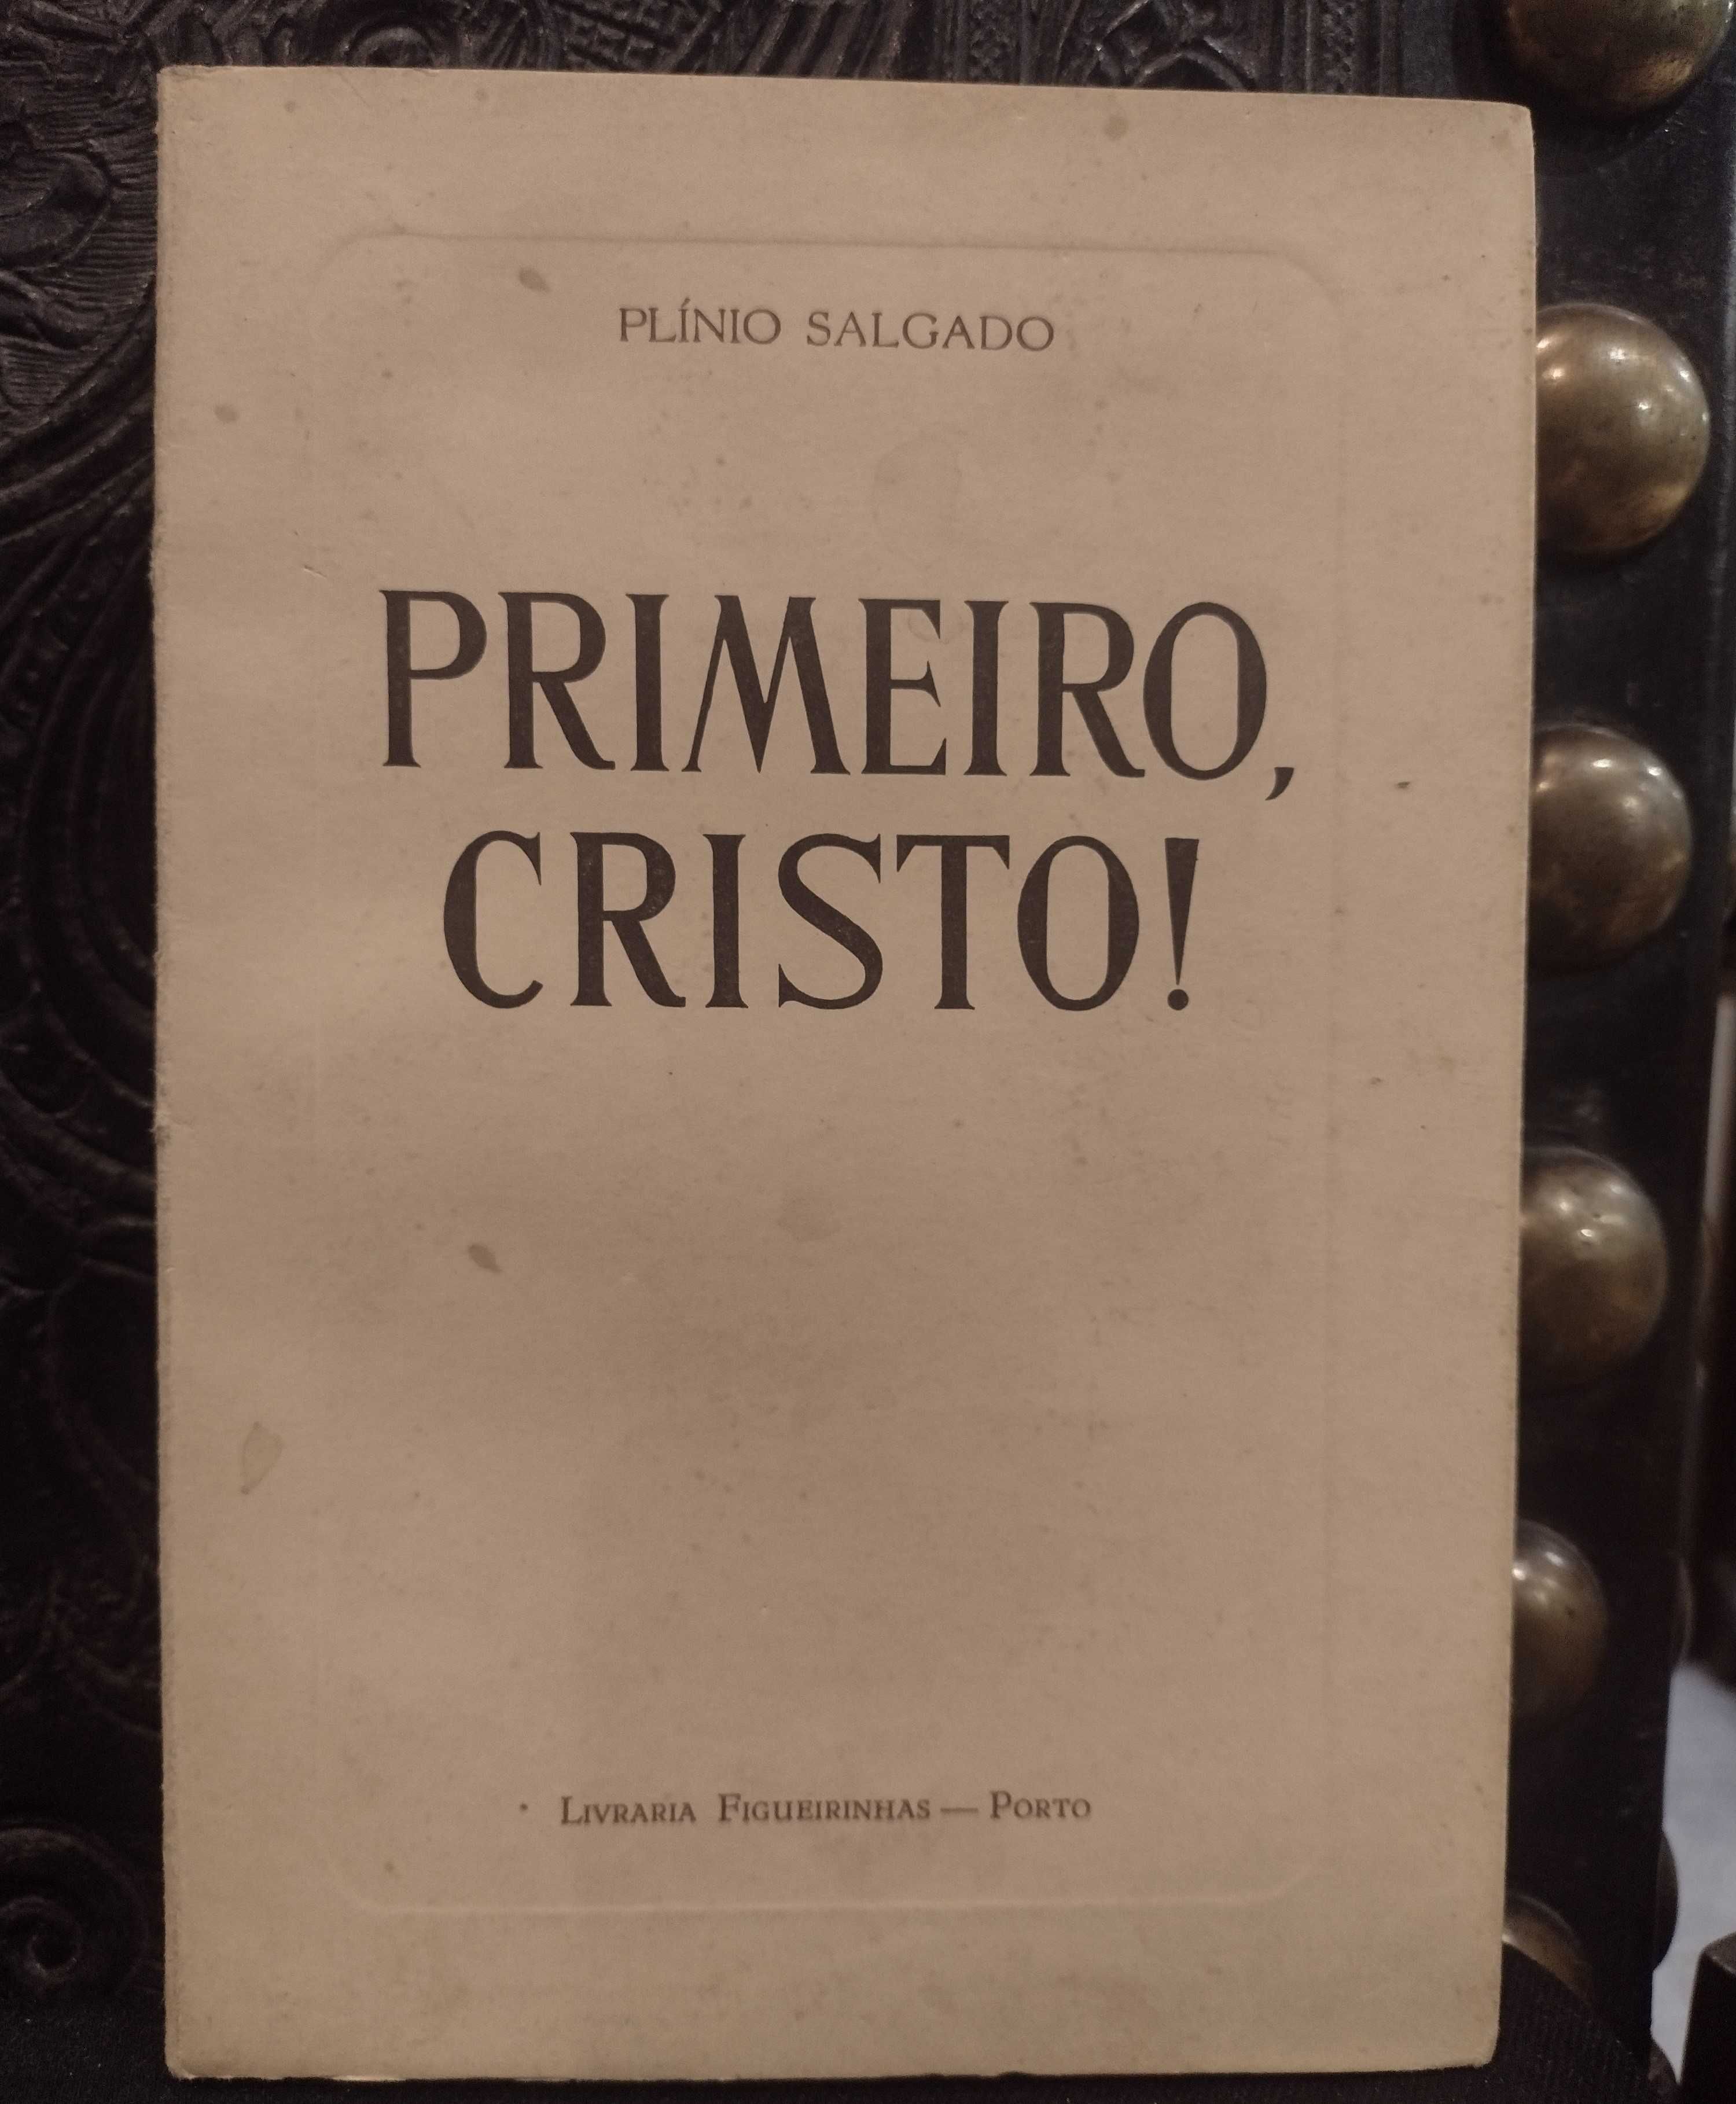 PLÍNIO SALGADO
PRIMEIRO,
CRISTO!
LIVRARIA FIGUEIRINHAS — PORTO